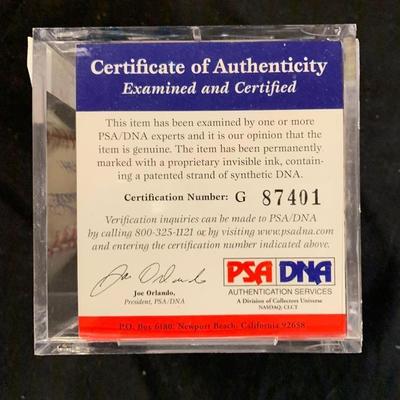 Certificate of Authenticity
Examined and Certified
This item has been examined by one or more
PSA/DNA experts and it is our opinion that the
item is genuine. The item has been permanently
marked with a proprietary invisible ink, contain-
ing a patented strand of synthetic DNA.
Certification Number: G 87401
Verification inquiries can be made to PSA/DNA
by calling 800-325-1121 or by visiting www.psadna.com
and entering the certification number indicated above.
Joe Orlando
Joe Orlando,
President, PSA/DNA
PSA DNA
AUTHENTICATION SERVICES
A Division of Collectors Universe
NASDAQ: CLCT
P.O. Box 6180, Newport Beach, California 92658